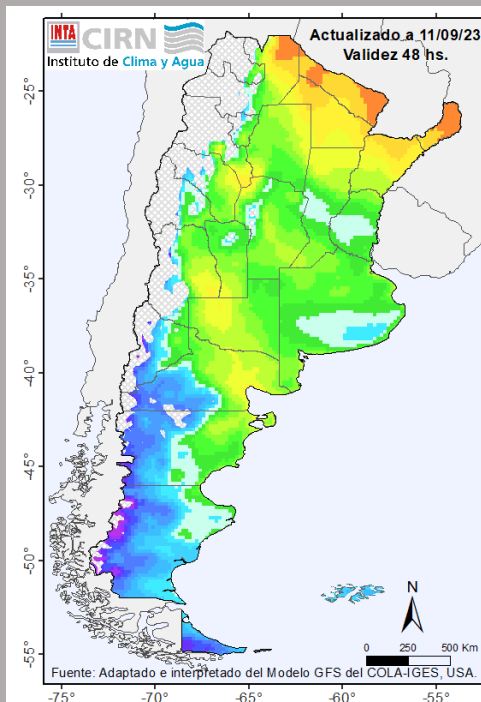 INTA CIRN
Instituto de Clima y Agua
Actualizado a 11/09/23
Validez 48 hs.
-25°
-30°
-35°
-40°
-45°
-50°
-55°
N
0 250 500 Km
Fuente: Adaptado e interpretado del Modelo GFS del COLA-IGES, USA.
-75° -70° -65° -60° -55°